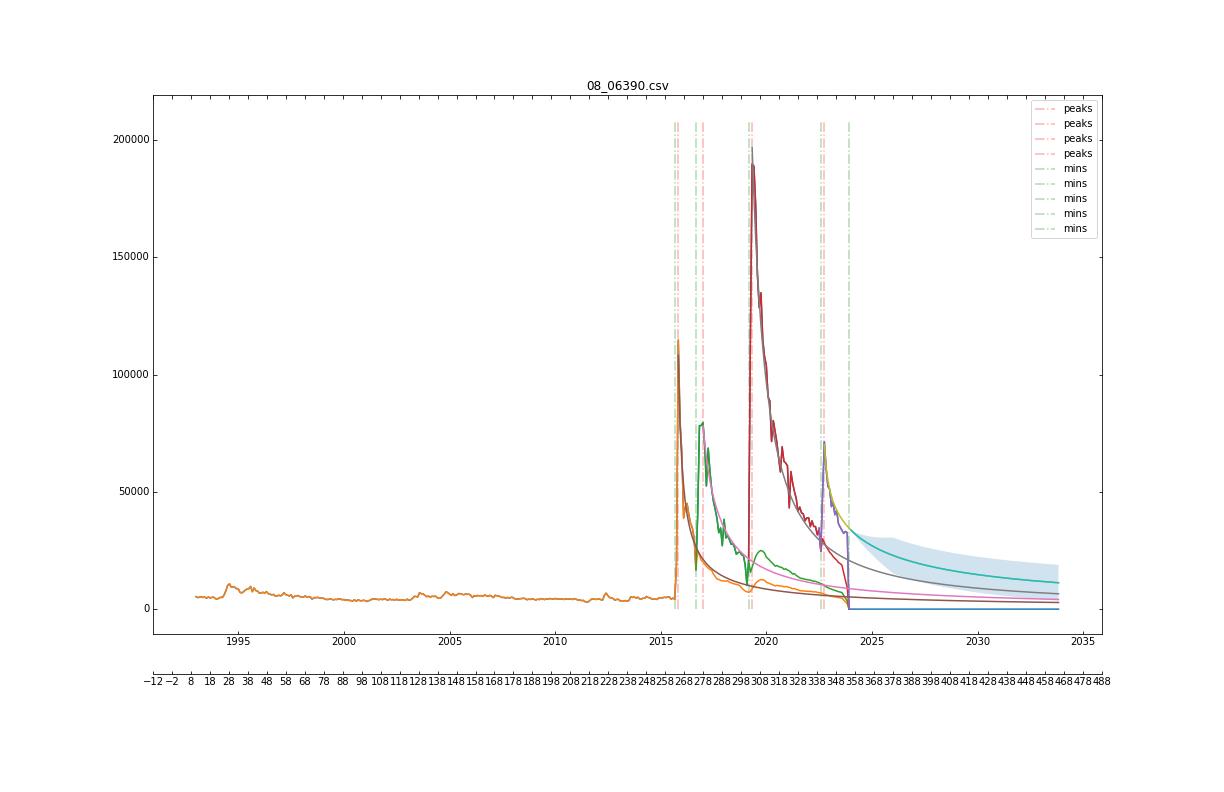 08_06390.csv
peaks
peaks
peaks
peaks
mins
mins
mins
mins
mins
200000
150000
100000
50000
0
1995 2000 2005 2010 2015 2020 2025 2030 2035
−12 −2 8 18 28 38 48 58 68 78 88 98 108 118 128 138 148 158 168 178 188 198 208 218 228 238 248 258 268 278 288 298 308 318 328 338 348 358 368 378 388 398 408 418 428 438 448 458 468 478 488